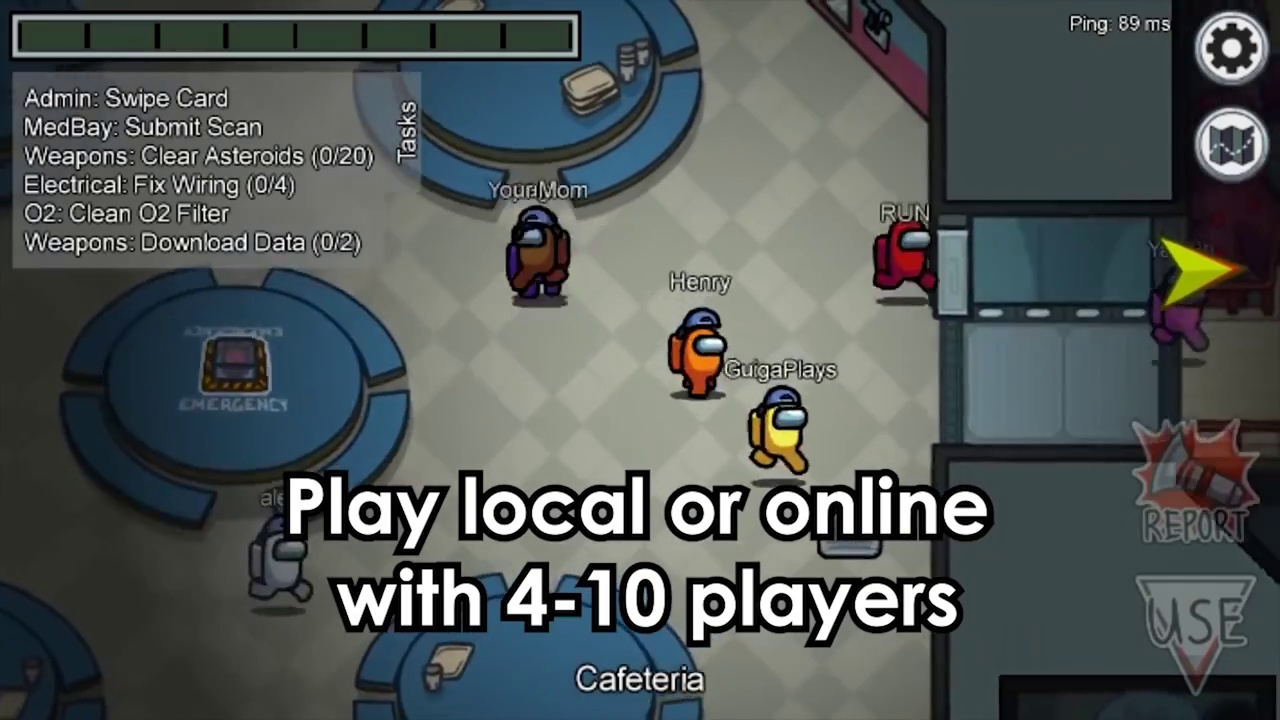 Ping: 89 ms
Admin: Swipe Card
MedBay: Submit Scan
Weapons: Clear Asteroids (0/20)
Electrical: Fix Wiring (0/4)
O2: Clean O2 Filter
Weapons: Download Data (0/2)
Tasks
RUN
Henry
GuigaPlays
EMERGENCY
Play local or online
with 4-10 players
REPORT
USE
Cafeteria